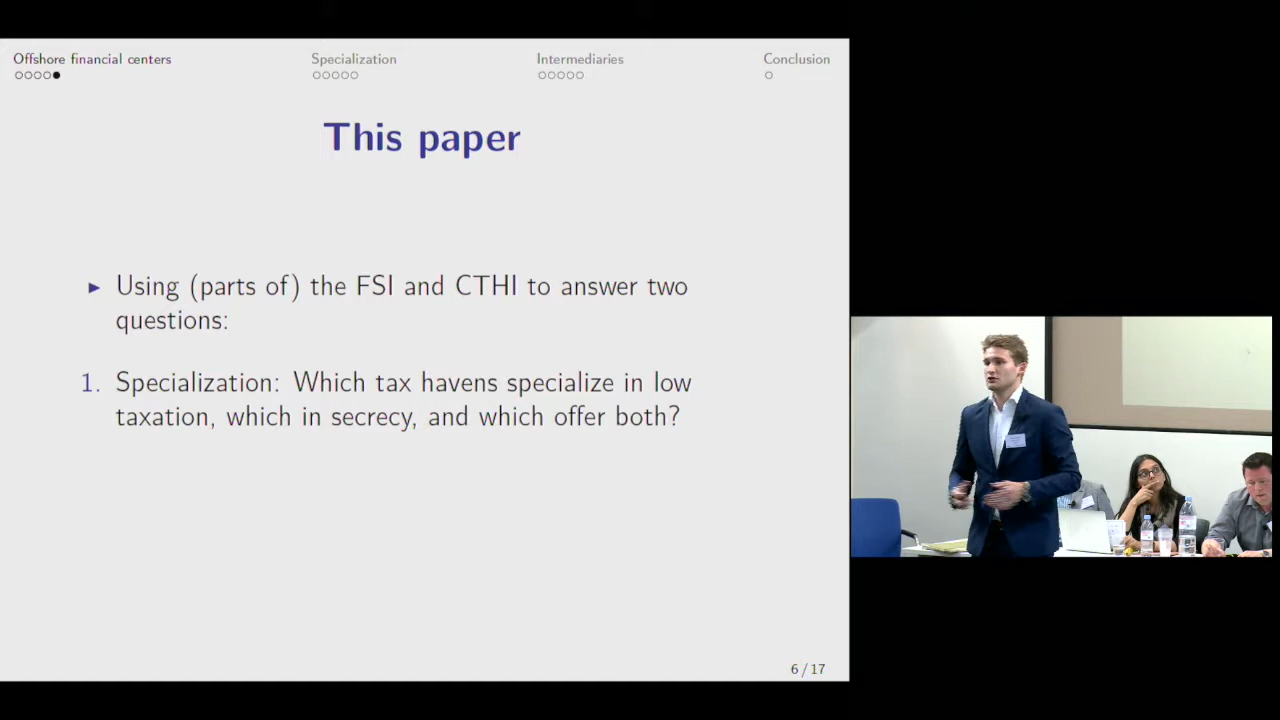 Offshore financial centers
Specialization
Intermediaries
Conclusion
This paper
▶ Using (parts of) the FSI and CTHI to answer two
questions:
1. Specialization: Which tax havens specialize in low
taxation, which in secrecy, and which offer both?
6 / 17